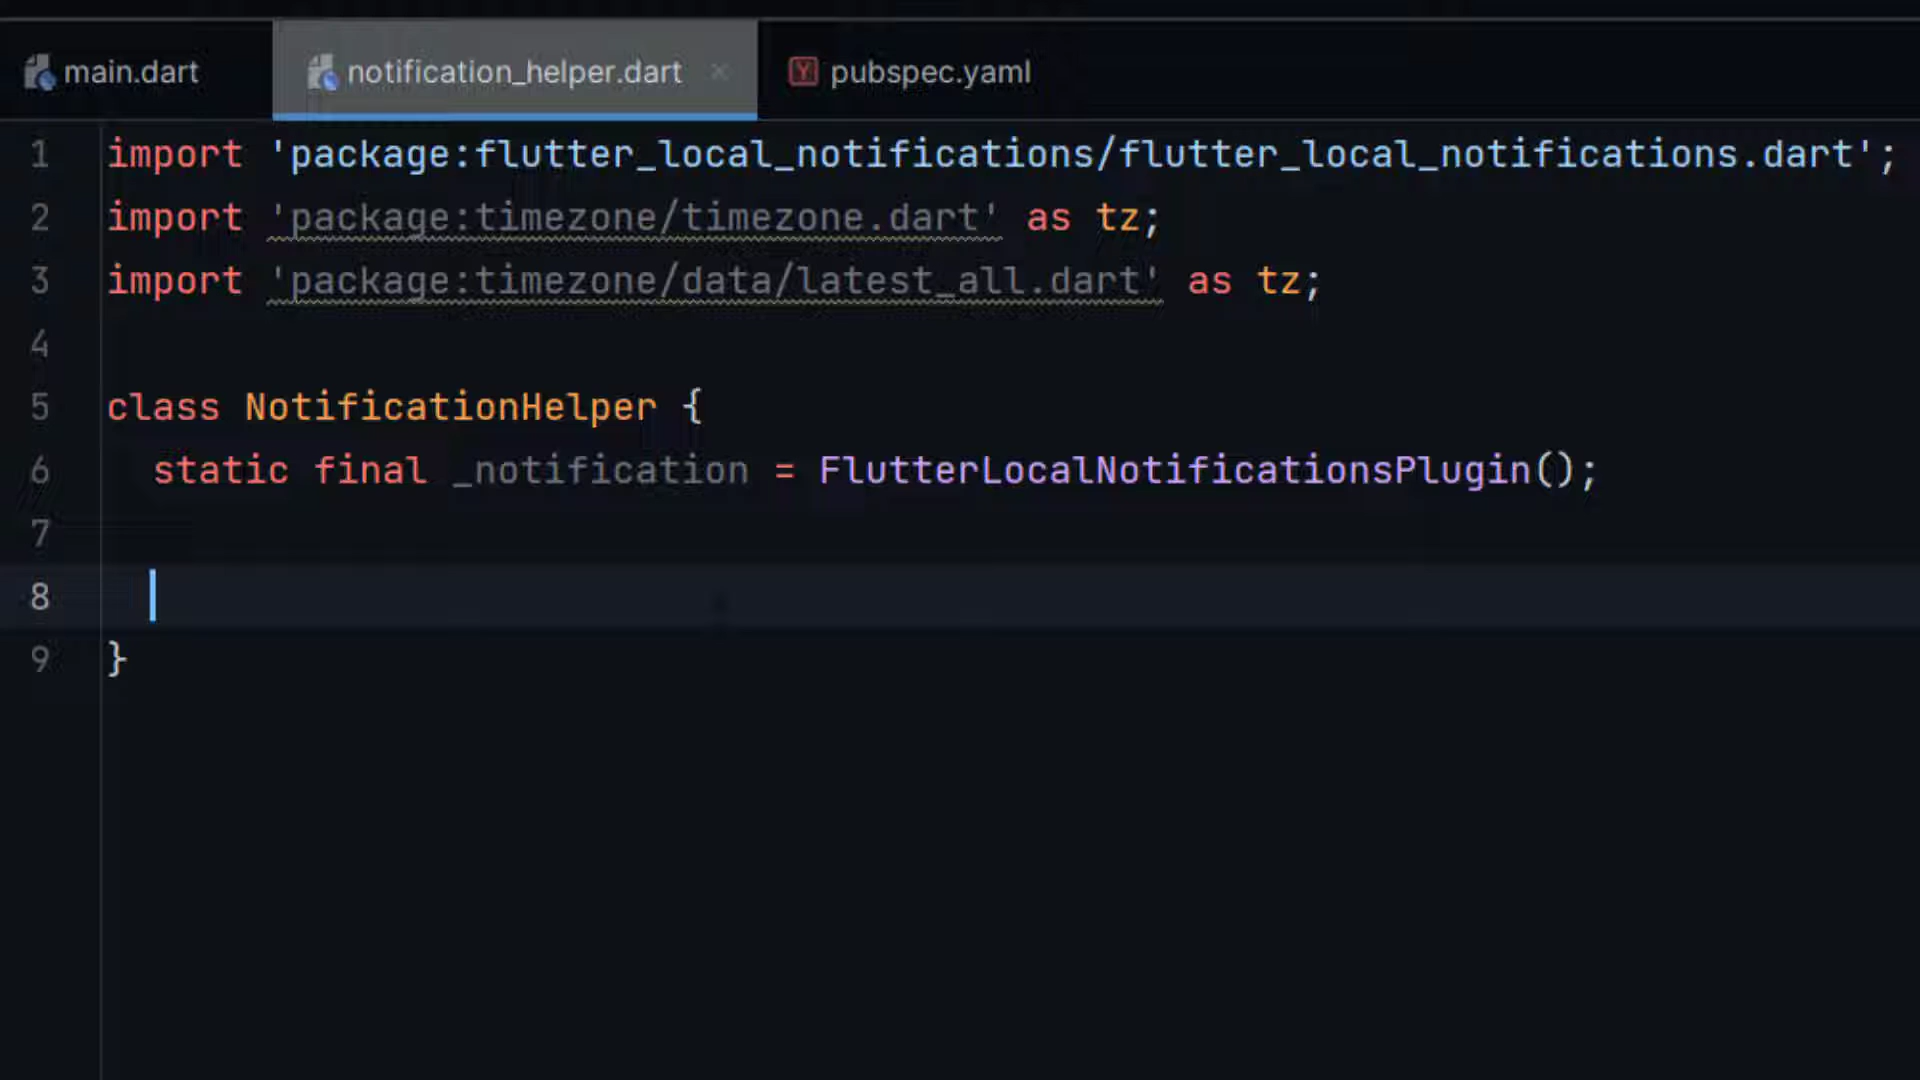 main.dart
notification_helper.dart
pubspec.yaml
1 import 'package:flutter_local_notifications/flutter_local_notifications.dart';
2 import 'package:timezone/timezone.dart' as tz;
3 import 'package:timezone/data/latest_all.dart' as tz;
4
5 class NotificationHelper {
6 static final _notification = FlutterLocalNotificationsPlugin();
7
8
9 }